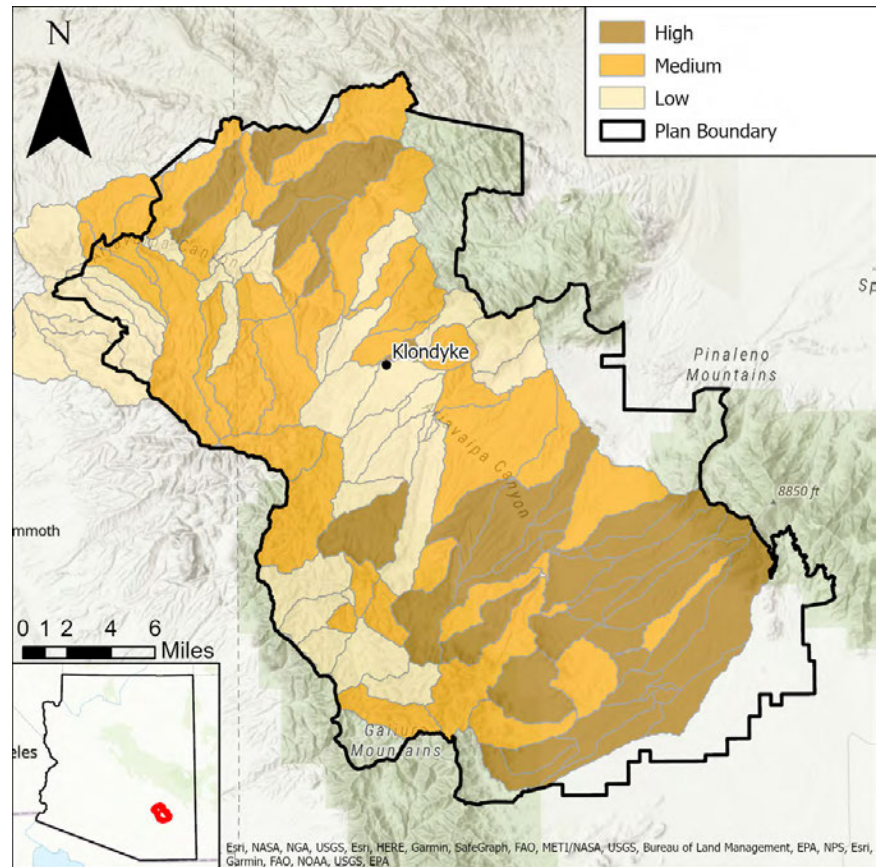 N
High
Medium
Low
Plan Boundary
Klondyke
Pinaleno
Mountains
8850 ft
Sp
mmoth
Canyon
Aravaipa Canyon
0 1 2 4 6
Miles
Galiuro
Mountains
eles
Esri, NASA, NGA, USGS, Esri, HERE, Garmin, SafeGraph, FAO, METI/NASA, USGS, Bureau of Land Management, EPA, NPS, Esri,
Garmin, FAO, NOAA, USGS, EPA